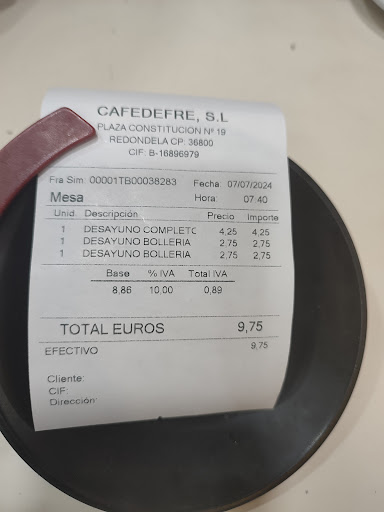 CAFEDEFRE, S.L
PLAZA CONSTITUCION Nº 19
REDONDELA CP: 36800
CIF: B-16896979
Fra Sim: 00001TB00038283 Fecha: 07/07/2024
Mesa Hora: 07:40
Unid. Descripción Precio Importe
1 DESAYUNO COMPLETO 4,25 4,25
1 DESAYUNO BOLLERIA 2,75 2,75
1 DESAYUNO BOLLERIA 2,75 2,75
Base % IVA Total IVA
8,86 10,00 0,89
TOTAL EUROS 9,75
EFECTIVO 9,75
Cliente:
CIF:
Dirección: